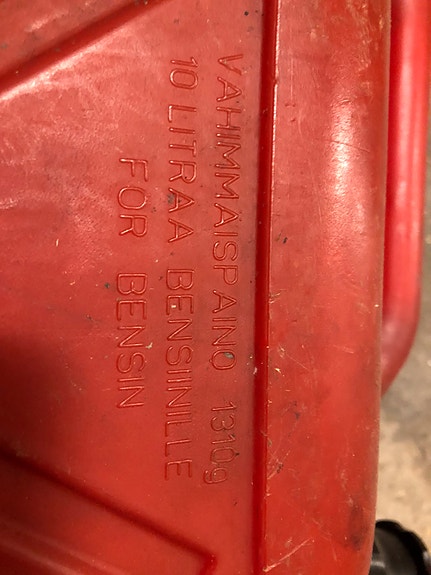 VÄHIMMÄISPAINO 1310g
10 LITRAA BENSIINILLE
FÖR BENSIN